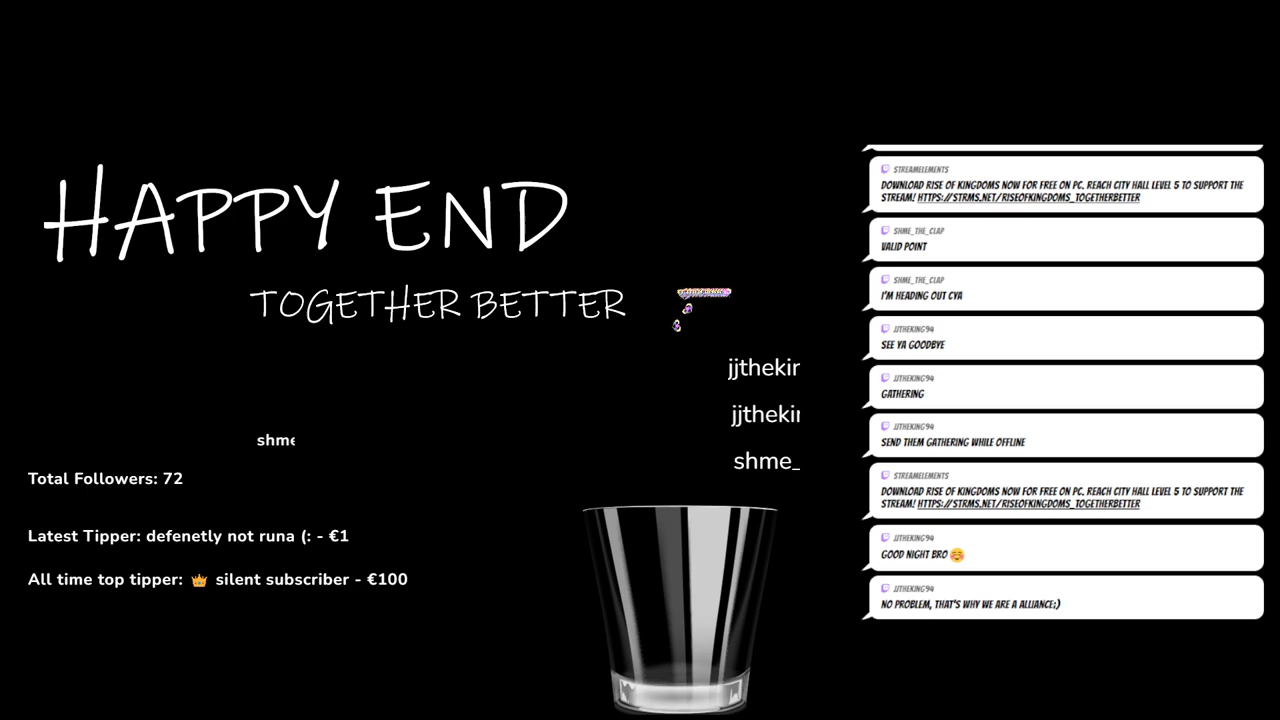 HAPPY END
TOGETHER BETTER
jjthekin
jjthekin
shme_
shme
Total Followers: 72
Latest Tipper: defenetly not runa (: - €1
All time top tipper: 👑 silent subscriber - €100
STREAMELEMENTS
DOWNLOAD RISE OF KINGDOMS NOW FOR FREE ON PC. REACH CITY HALL LEVEL 5 TO SUPPORT THE
STREAM! HTTPS://STRMS.NET/RISEOFKINGDOMS_TOGETHERBETTER
SHME_THE_CLAP
VALID POINT
SHME_THE_CLAP
I'M HEADING OUT CYA
JJTHEKING94
SEE YA GOODBYE
JJTHEKING94
GATHERING
JJTHEKING94
SEND THEM GATHERING WHILE OFFLINE
STREAMELEMENTS
DOWNLOAD RISE OF KINGDOMS NOW FOR FREE ON PC. REACH CITY HALL LEVEL 5 TO SUPPORT THE
STREAM! HTTPS://STRMS.NET/RISEOFKINGDOMS_TOGETHERBETTER
JJTHEKING94
GOOD NIGHT BRO ☺️
JJTHEKING94
NO PROBLEM, THAT'S WHY WE ARE A ALLIANCE;)